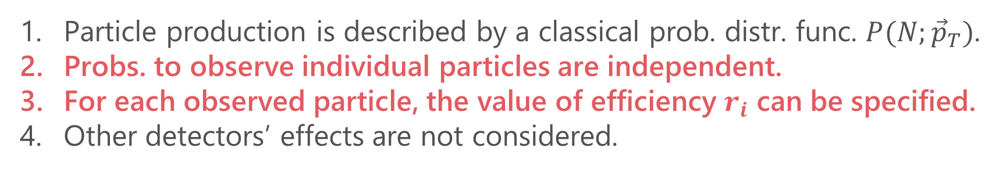 1. Particle production is described by a classical prob. distr. func. $P(N; \vec{p}_T)$.
2. Probs. to observe individual particles are independent.
3. For each observed particle, the value of efficiency $r_i$ can be specified.
4. Other detectors’ effects are not considered.